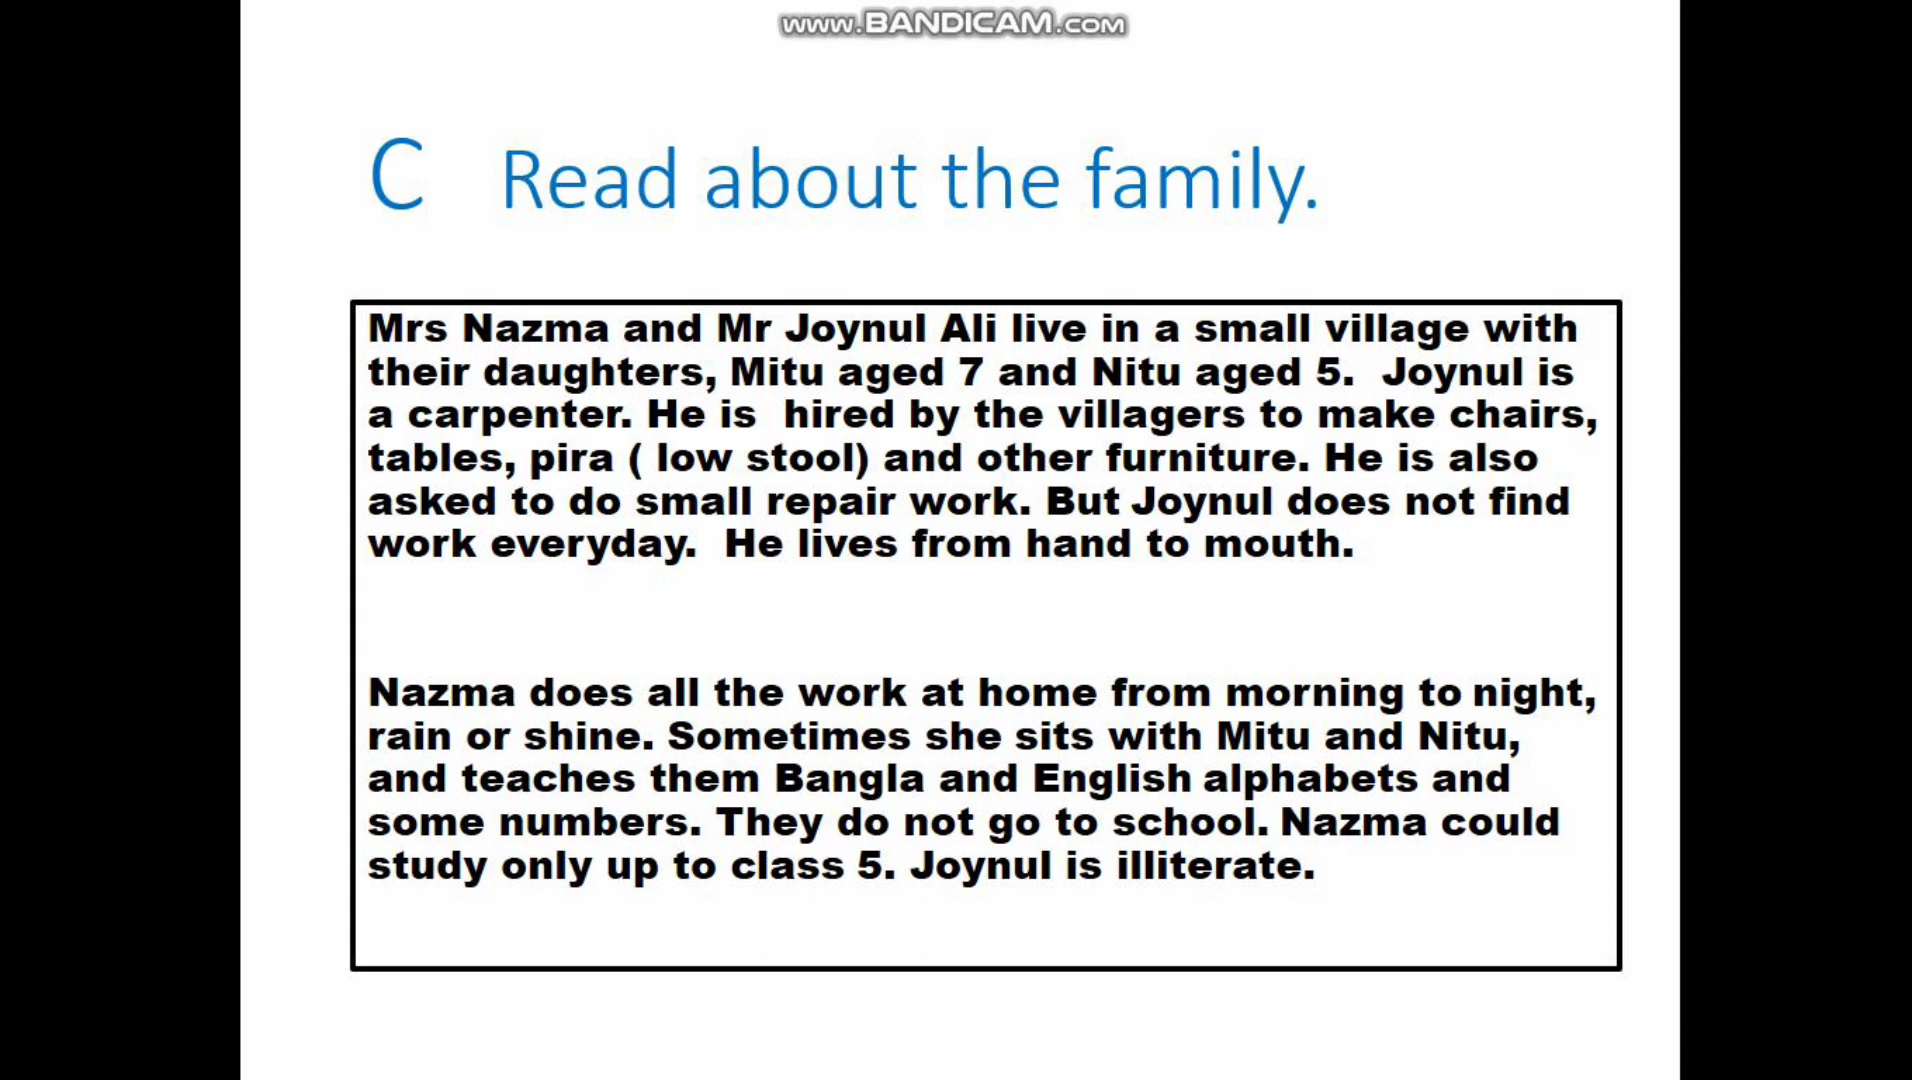 www.BANDICAM.com
C Read about the family.
Mrs Nazma and Mr Joynul Ali live in a small village with
their daughters, Mitu aged 7 and Nitu aged 5. Joynul is
a carpenter. He is hired by the villagers to make chairs,
tables, pira ( low stool) and other furniture. He is also
asked to do small repair work. But Joynul does not find
work everyday. He lives from hand to mouth.
Nazma does all the work at home from morning to night,
rain or shine. Sometimes she sits with Mitu and Nitu,
and teaches them Bangla and English alphabets and
some numbers. They do not go to school. Nazma could
study only up to class 5. Joynul is illiterate.